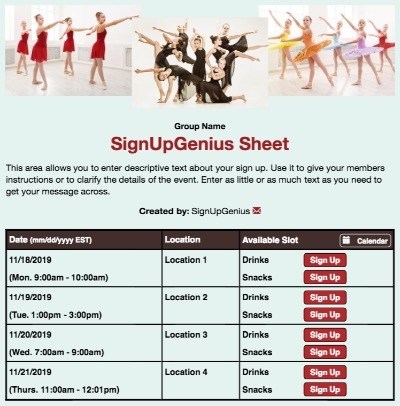 Group Name
SignUpGenius Sheet
This area allows you to enter descriptive text about your sign up. Use it to give your members
instructions or to clarify the details of the event. Enter as little or as much text as you need to
get your message across.
Created by: SignUpGenius
Date (mm/dd/yyyy EST) Location Available Slot Calendar
11/18/2019 Location 1 Drinks Sign Up
(Mon. 9:00am - 10:00am) Snacks Sign Up
11/19/2019 Location 2 Drinks Sign Up
(Tue. 1:00pm - 3:00pm) Snacks Sign Up
11/20/2019 Location 3 Drinks Sign Up
(Wed. 7:00am - 9:00am) Snacks Sign Up
11/21/2019 Location 4 Drinks Sign Up
(Thurs. 11:00am - 12:01pm) Snacks Sign Up